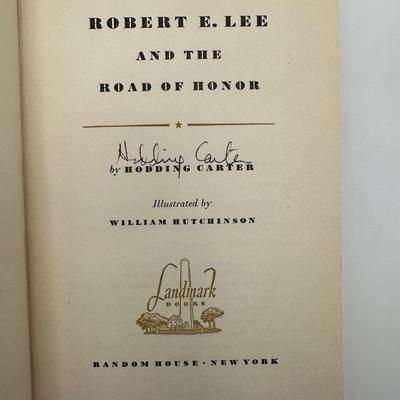 ROBERT E. LEE
AND THE
ROAD OF HONOR
Hodding Carter
by HODDING CARTER
Illustrated by
WILLIAM HUTCHINSON
Landmark
BOOKS
RANDOM HOUSE · NEW YORK